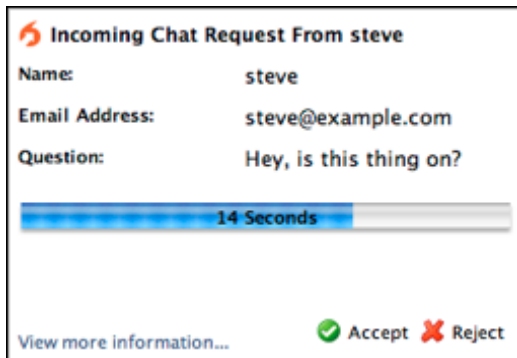 Incoming Chat Request From steve
Name: steve
Email Address: steve@example.com
Question: Hey, is this thing on?
14 Seconds
View more information... Accept Reject